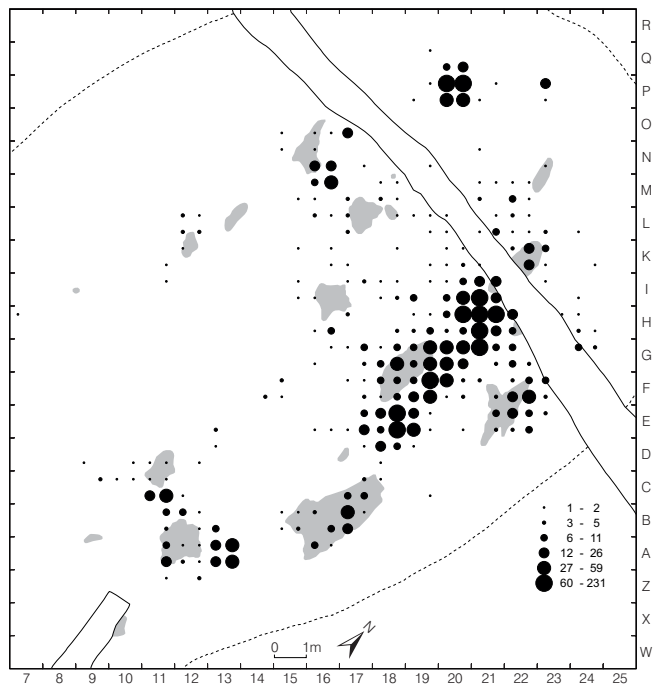 R
Q
P
O
N
M
L
K
I
H
G
F
E
D
C
B
A
Z
X
W
1 - 2
3 - 5
6 - 11
12 - 26
27 - 59
60 - 231
0 1m
N
7 8 9 10 11 12 13 14 15 16 17 18 19 20 21 22 23 24 25